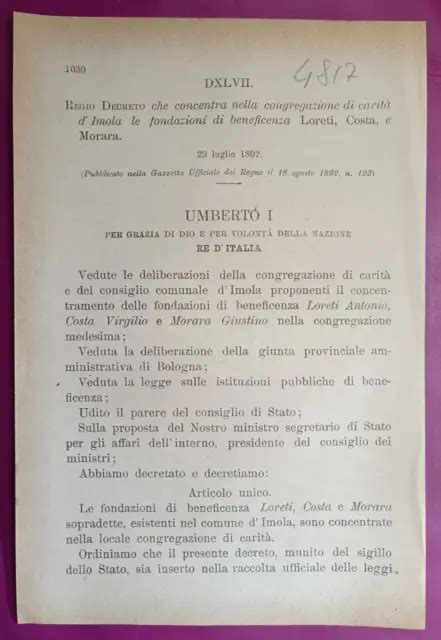 1030
4817
DXLVII.
REGIO DECRETO che concentra nella congregazione di carità
d'Imola le fondazioni di beneficenza Loreti, Costa, e
Morara.
23 luglio 1892.
(Pubblicato nella Gazzetta Ufficiale del Regno il 18 agosto 1892, n. 193)
UMBERTO I
PER GRAZIA DI DIO E PER VOLONTÀ DELLA NAZIONE
RE D'ITALIA
Vedute le deliberazioni della congregazione di carità
e del consiglio comunale d'Imola proponenti il concen-
tramento delle fondazioni di beneficenza Loreti Antonio,
Costa Virgilio e Morara Giustino nella congregazione
medesima;
Veduta la deliberazione della giunta provinciale am-
ministrativa di Bologna;
Veduta la legge sulle istituzioni pubbliche di bene-
ficenza;
Udito il parere del consiglio di Stato;
Sulla proposta del Nostro ministro segretario di Stato
per gli affari dell'interno, presidente del consiglio dei
ministri;
Abbiamo decretato e decretiamo:
Articolo unico.
Le fondazioni di beneficenza Loreti, Costa e Morara
sopradette, esistenti nel comune d'Imola, sono concentrate
nella locale congregazione di carità.
Ordiniamo che il presente decreto, munito del sigillo
dello Stato, sia inserto nella raccolta ufficiale delle leggi